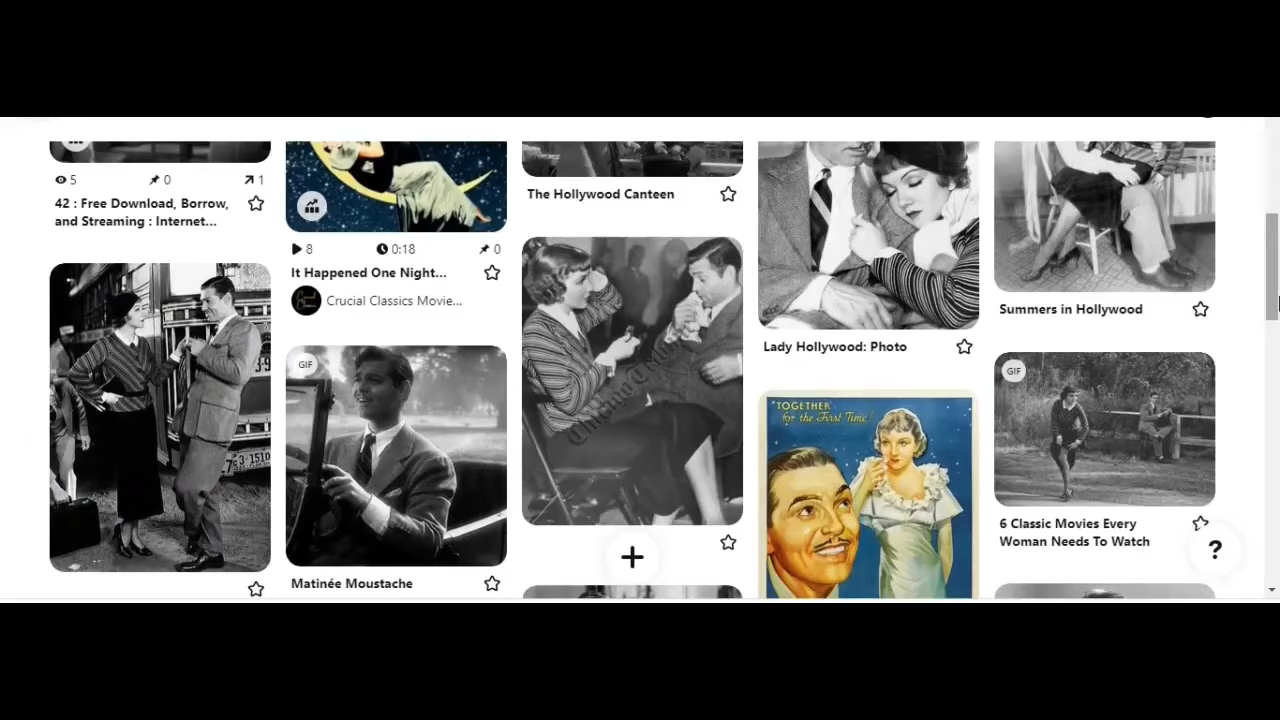 5
0
1
42 : Free Download, Borrow,
and Streaming : Internet...
8
0:18
0
It Happened One Night...
Crucial Classics Movie...
GIF
Matinée Moustache
The Hollywood Canteen
Lady Hollywood: Photo
"TOGETHER"
for the First Time!
Summers in Hollywood
GIF
6 Classic Movies Every
Woman Needs To Watch
?